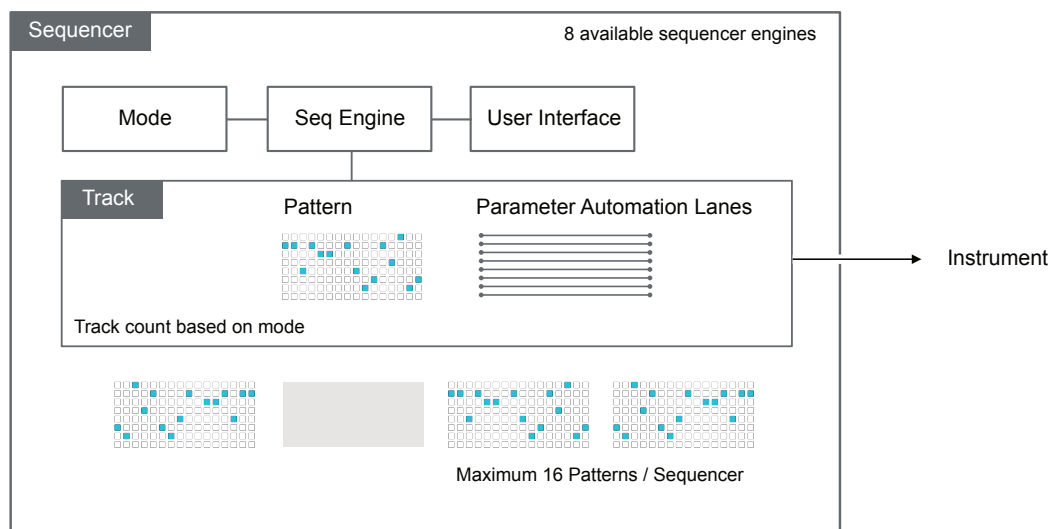 Sequencer
8 available sequencer engines
Mode
Seq Engine
User Interface
Track
Pattern
Parameter Automation Lanes
Instrument
Track count based on mode
Maximum 16 Patterns / Sequencer